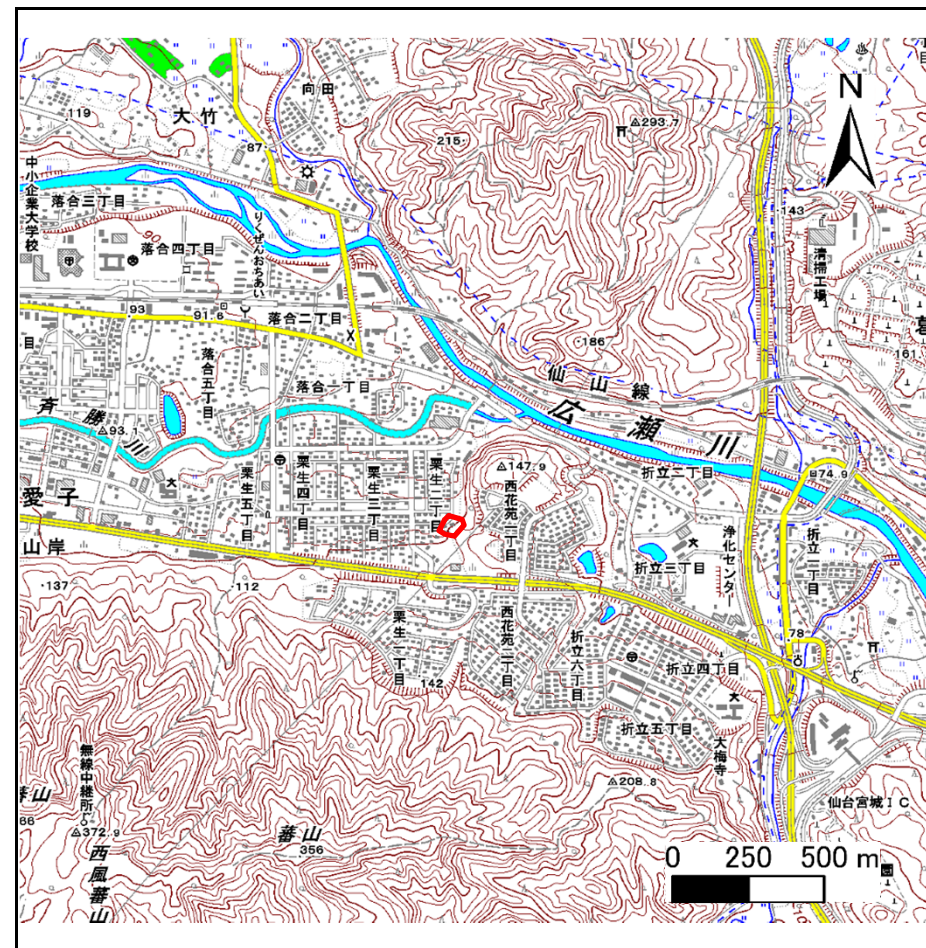 向田
大竹
119
87
215
293.7
N
中小企業大学校
落合三丁目
90
落合四丁目
りくぜんおちあい
143
清掃工場
93
91.6
落合二丁目
186
161
仙山線
落合五丁目
落合一丁目
広瀬川
斉勝川
93.1
147.9
折立二丁目
74.9
愛子
栗生五丁目
栗生四丁目
栗生三丁目
栗生二丁目
西花苑一丁目
山岸
折立三丁目
浄化センター
折立一丁目
137
112
栗生一丁目
西花苑二丁目
折立六丁目
78
142
折立四丁目
折立五丁目
大梅寺
無線中継所
208.8
仙台宮城IC
372.9
蕃山
356
西風蕃山
0 250 500 m